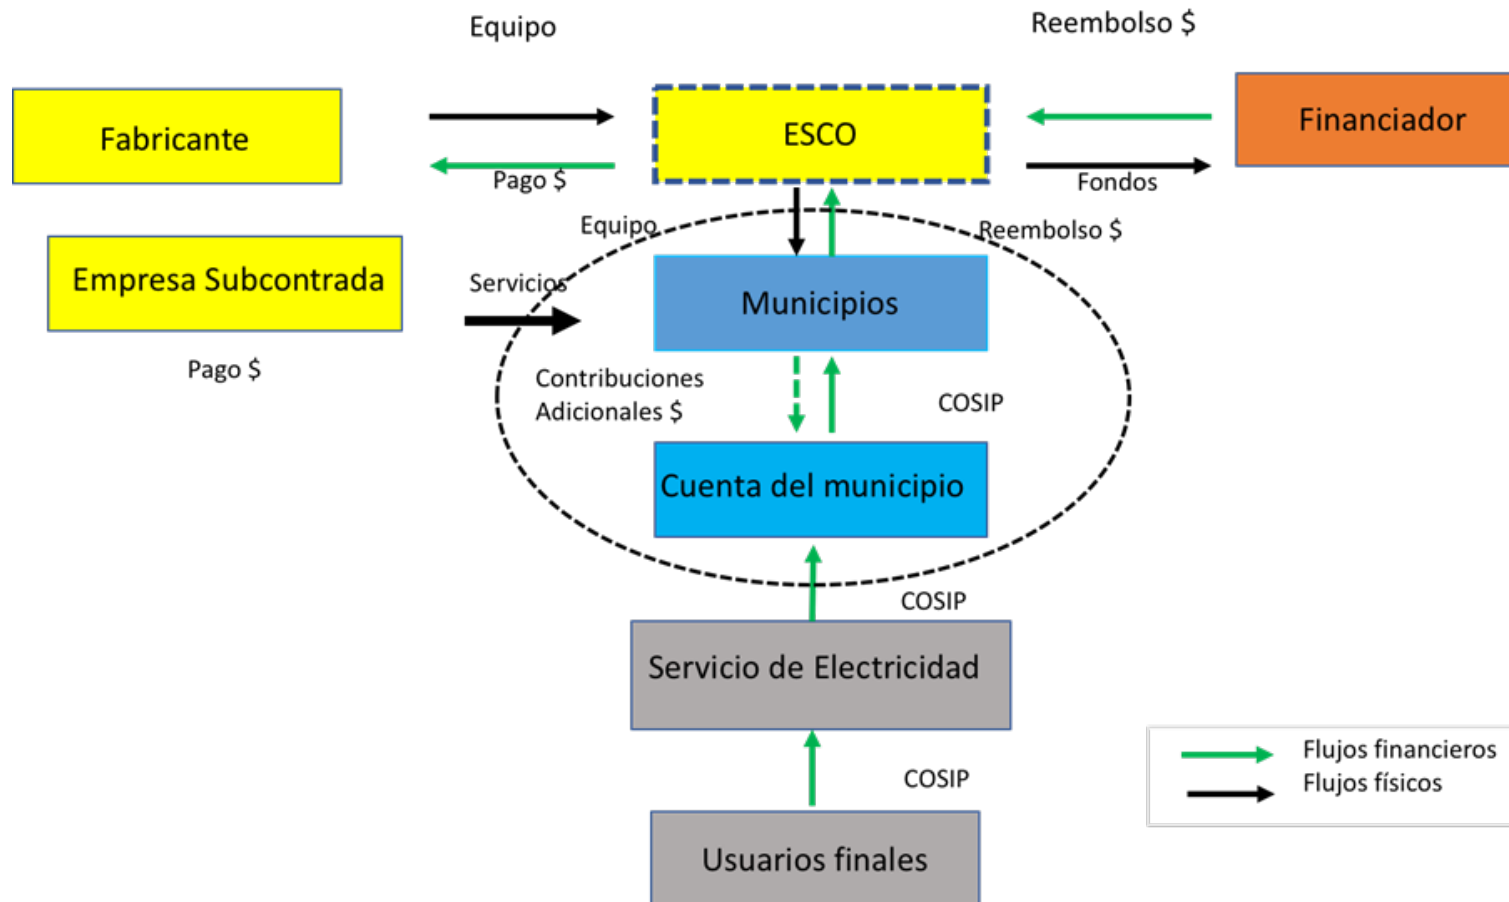 Equipo
Reembolso $
Fabricante
ESCO
Financiador
Pago $
Fondos
Equipo
Reembolso $
Empresa Subcontrada
Servicios
Municipios
Pago $
Contribuciones
Adicionales $
COSIP
Cuenta del municipio
COSIP
Servicio de Electricidad
Flujos financieros
Flujos físicos
COSIP
Usuarios finales